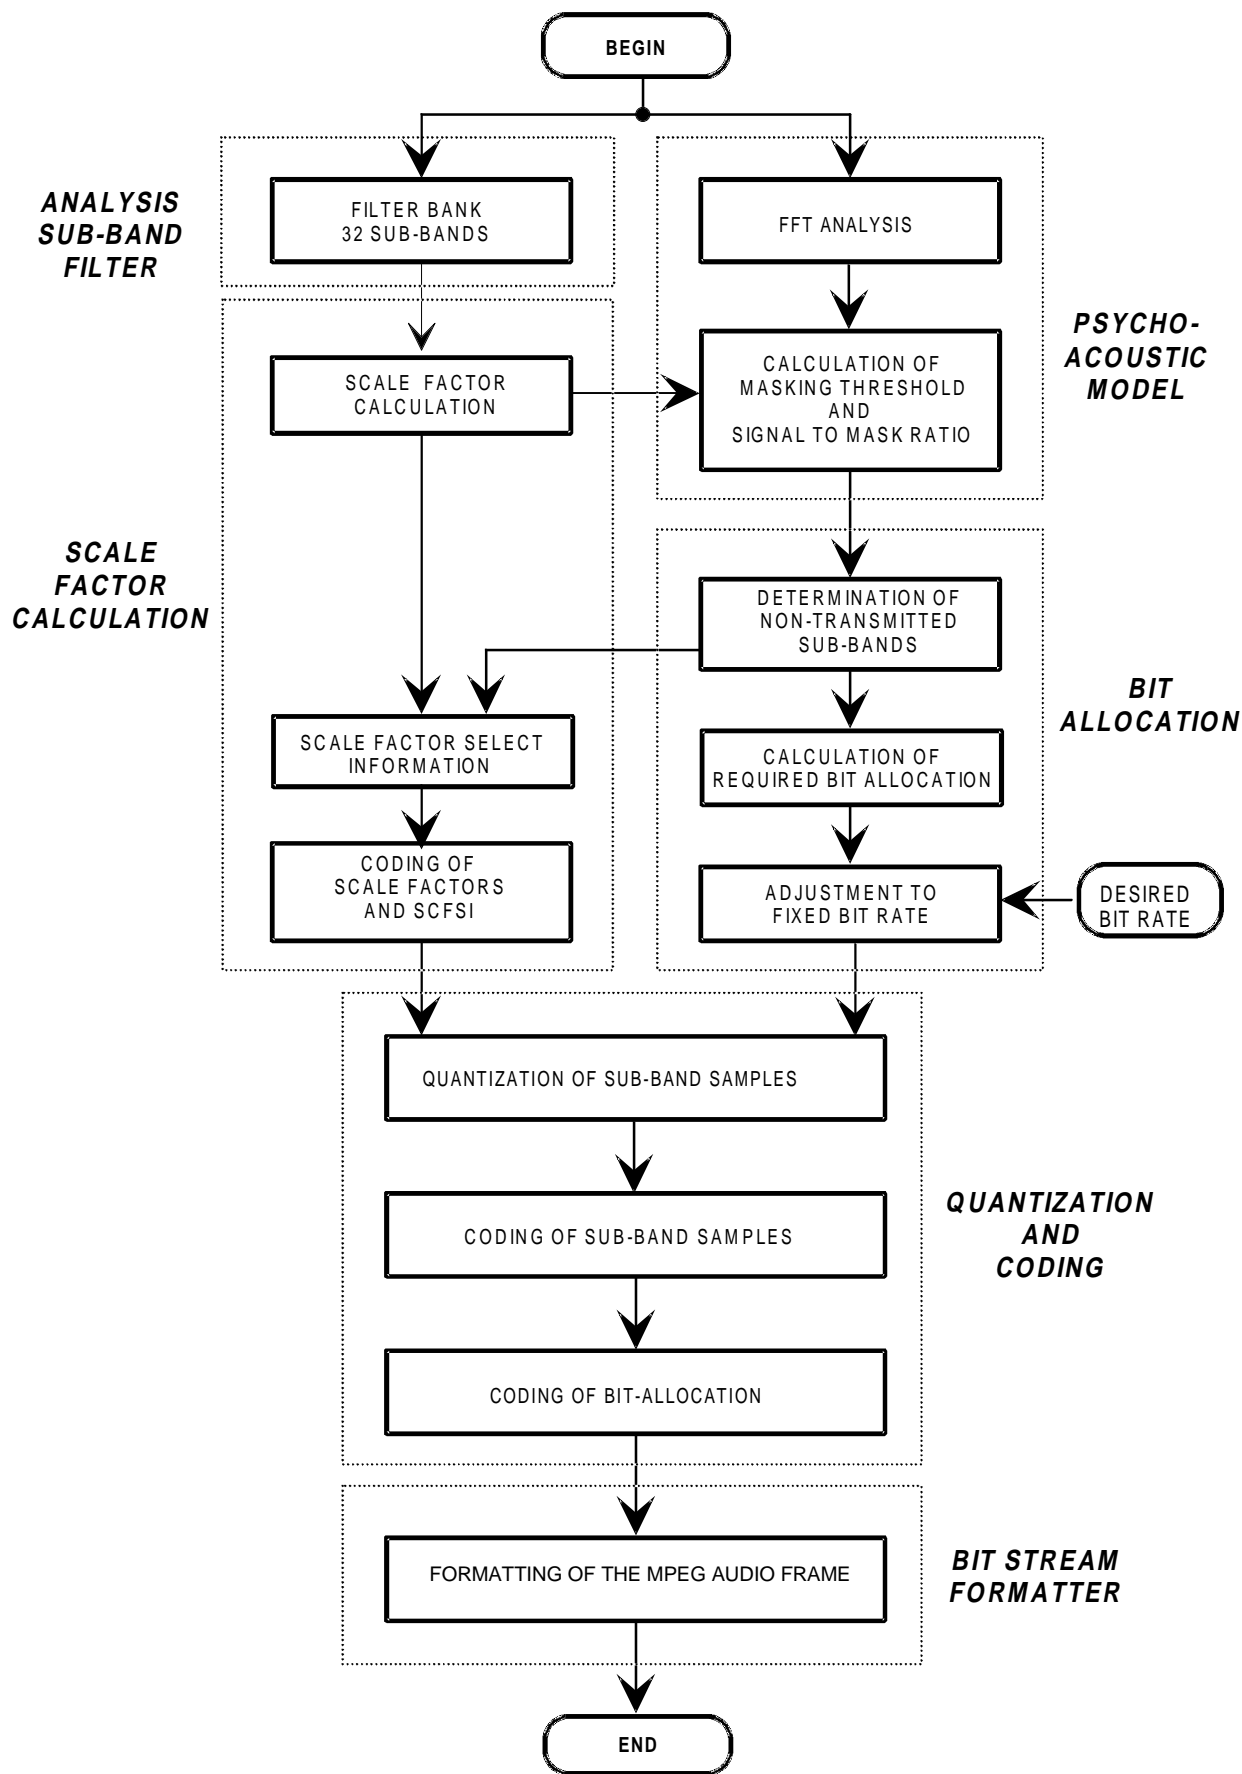 BEGIN
ANALYSIS
SUB-BAND
FILTER
FILTER BANK
32 SUB-BANDS
FFT ANALYSIS
PSYCHO-
ACOUSTIC
MODEL
SCALE FACTOR
CALCULATION
CALCULATION OF
MASKING THRESHOLD
AND
SIGNAL TO MASK RATIO
SCALE
FACTOR
CALCULATION
DETERMINATION OF
NON-TRANSMITTED
SUB-BANDS
BIT
ALLOCATION
SCALE FACTOR SELECT
INFORMATION
CALCULATION OF
REQUIRED BIT ALLOCATION
CODING OF
SCALE FACTORS
AND SCFSI
ADJUSTMENT TO
FIXED BIT RATE
DESIRED
BIT RATE
QUANTIZATION OF SUB-BAND SAMPLES
CODING OF SUB-BAND SAMPLES
QUANTIZATION
AND
CODING
CODING OF BIT-ALLOCATION
FORMATTING OF THE MPEG AUDIO FRAME
BIT STREAM
FORMATTER
END